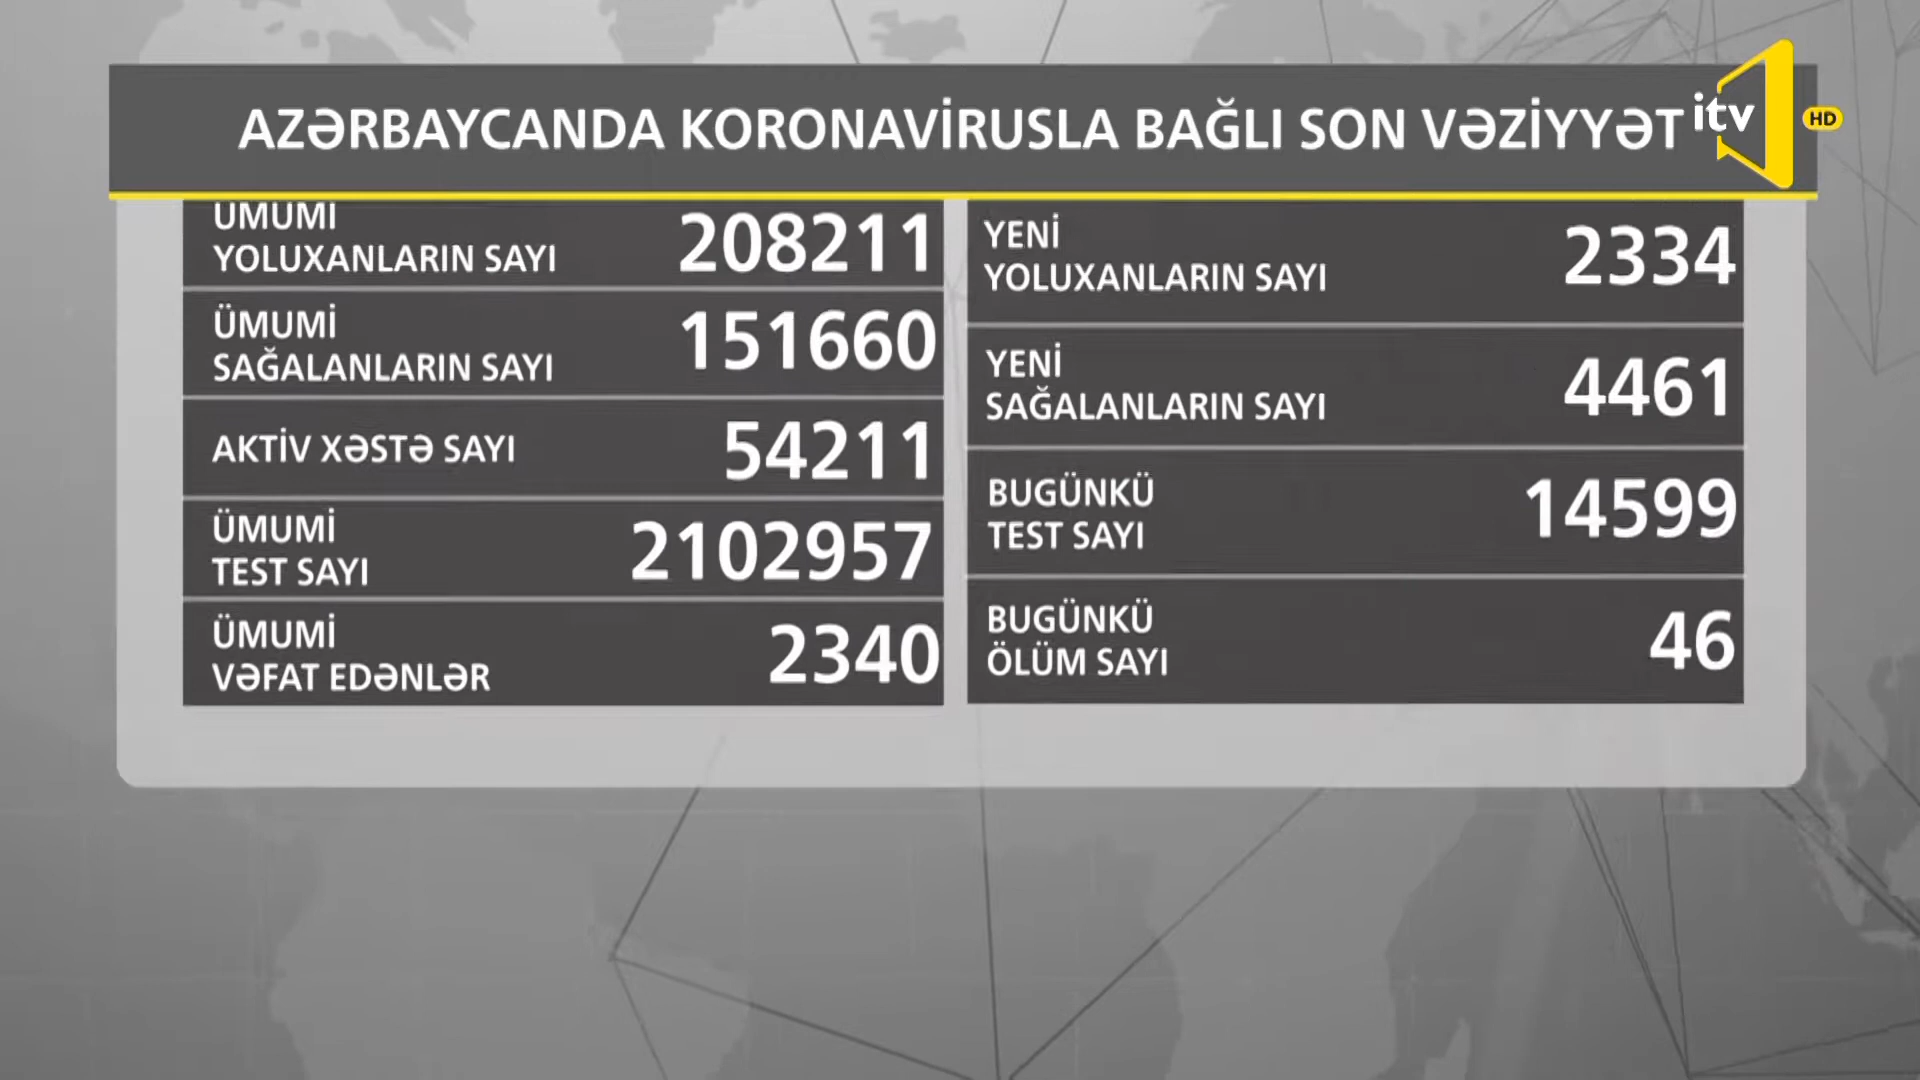 AZƏRBAYCANDA KORONAVİRUSLA BAĞLI SON VƏZİYYƏT
itv
HD
ÜMUMİ
YOLUXANLARIN SAYI
208211
ÜMUMİ
SAĞALANLARIN SAYI
151660
AKTİV XƏSTƏ SAYI
54211
ÜMUMİ
TEST SAYI
2102957
ÜMUMİ
VƏFAT EDƏNLƏR
2340
YENİ
YOLUXANLARIN SAYI
2334
YENİ
SAĞALANLARIN SAYI
4461
BUGÜNKÜ
TEST SAYI
14599
BUGÜNKÜ
ÖLÜM SAYI
46